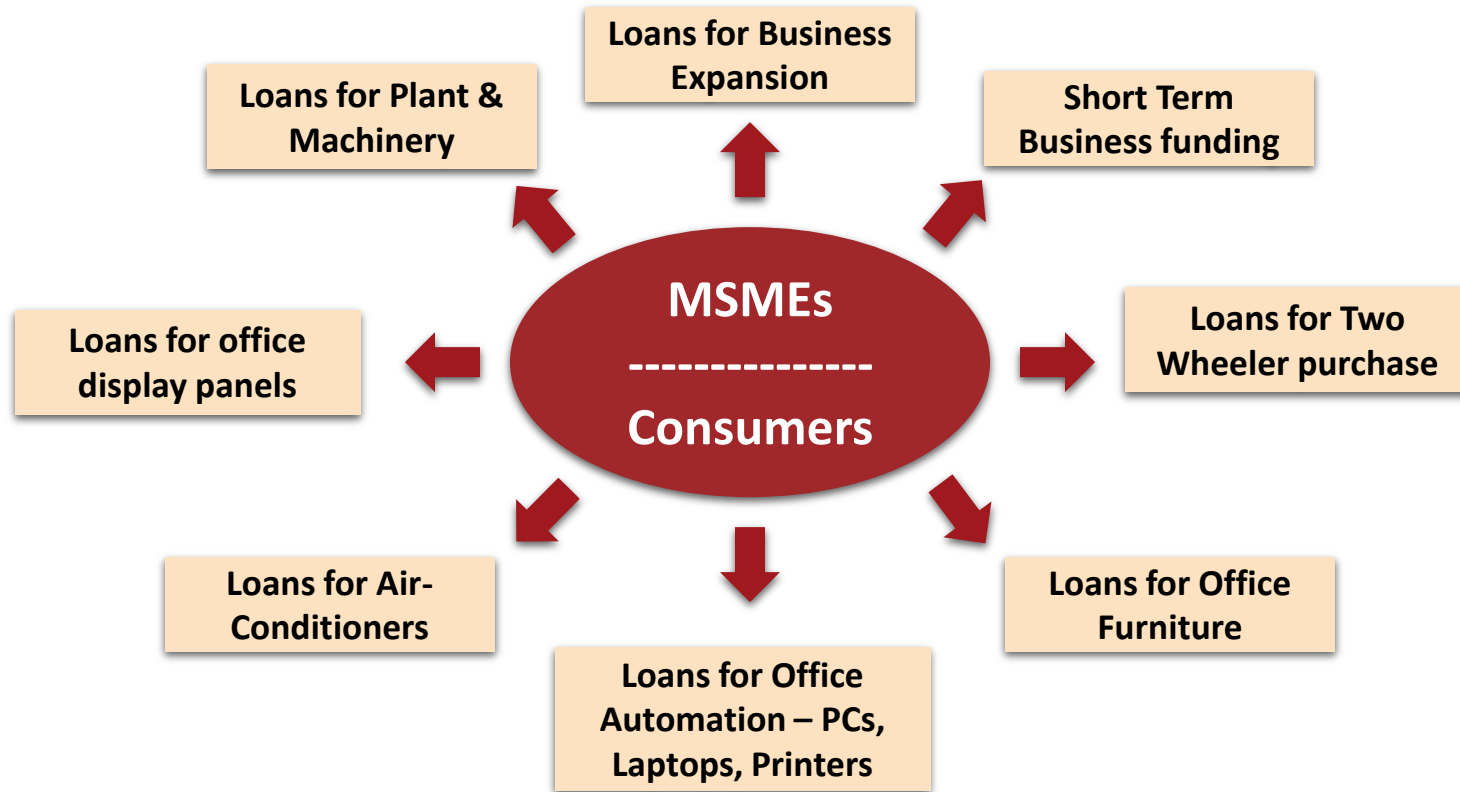 Loans for Business
Expansion
Loans for Plant &
Machinery
Short Term
Business funding
MSMEs
---------------
Consumers
Loans for office
display panels
Loans for Two
Wheeler purchase
Loans for Air-
Conditioners
Loans for Office
Furniture
Loans for Office
Automation – PCs,
Laptops, Printers